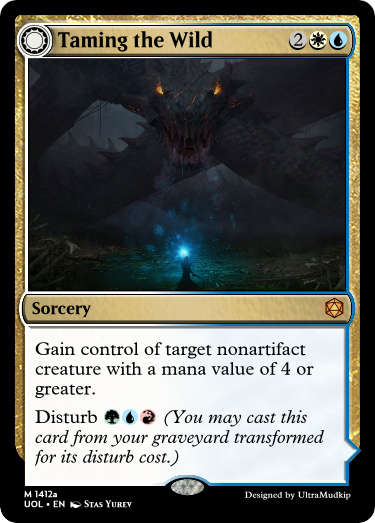 Taming the Wild 2
Sorcery
Gain control of target nonartifact
creature with a mana value of 4 or
greater.
Disturb (You may cast this
card from your graveyard transformed
for its disturb cost.)
M 1412a
UOL • EN Stas Yurev
Designed by UltraMudkip